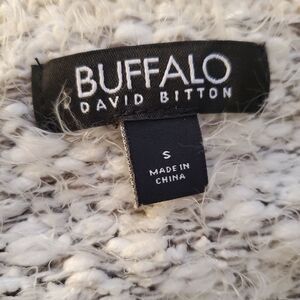 BUFFALO
DAVID BITTON
S
MADE IN
CHINA